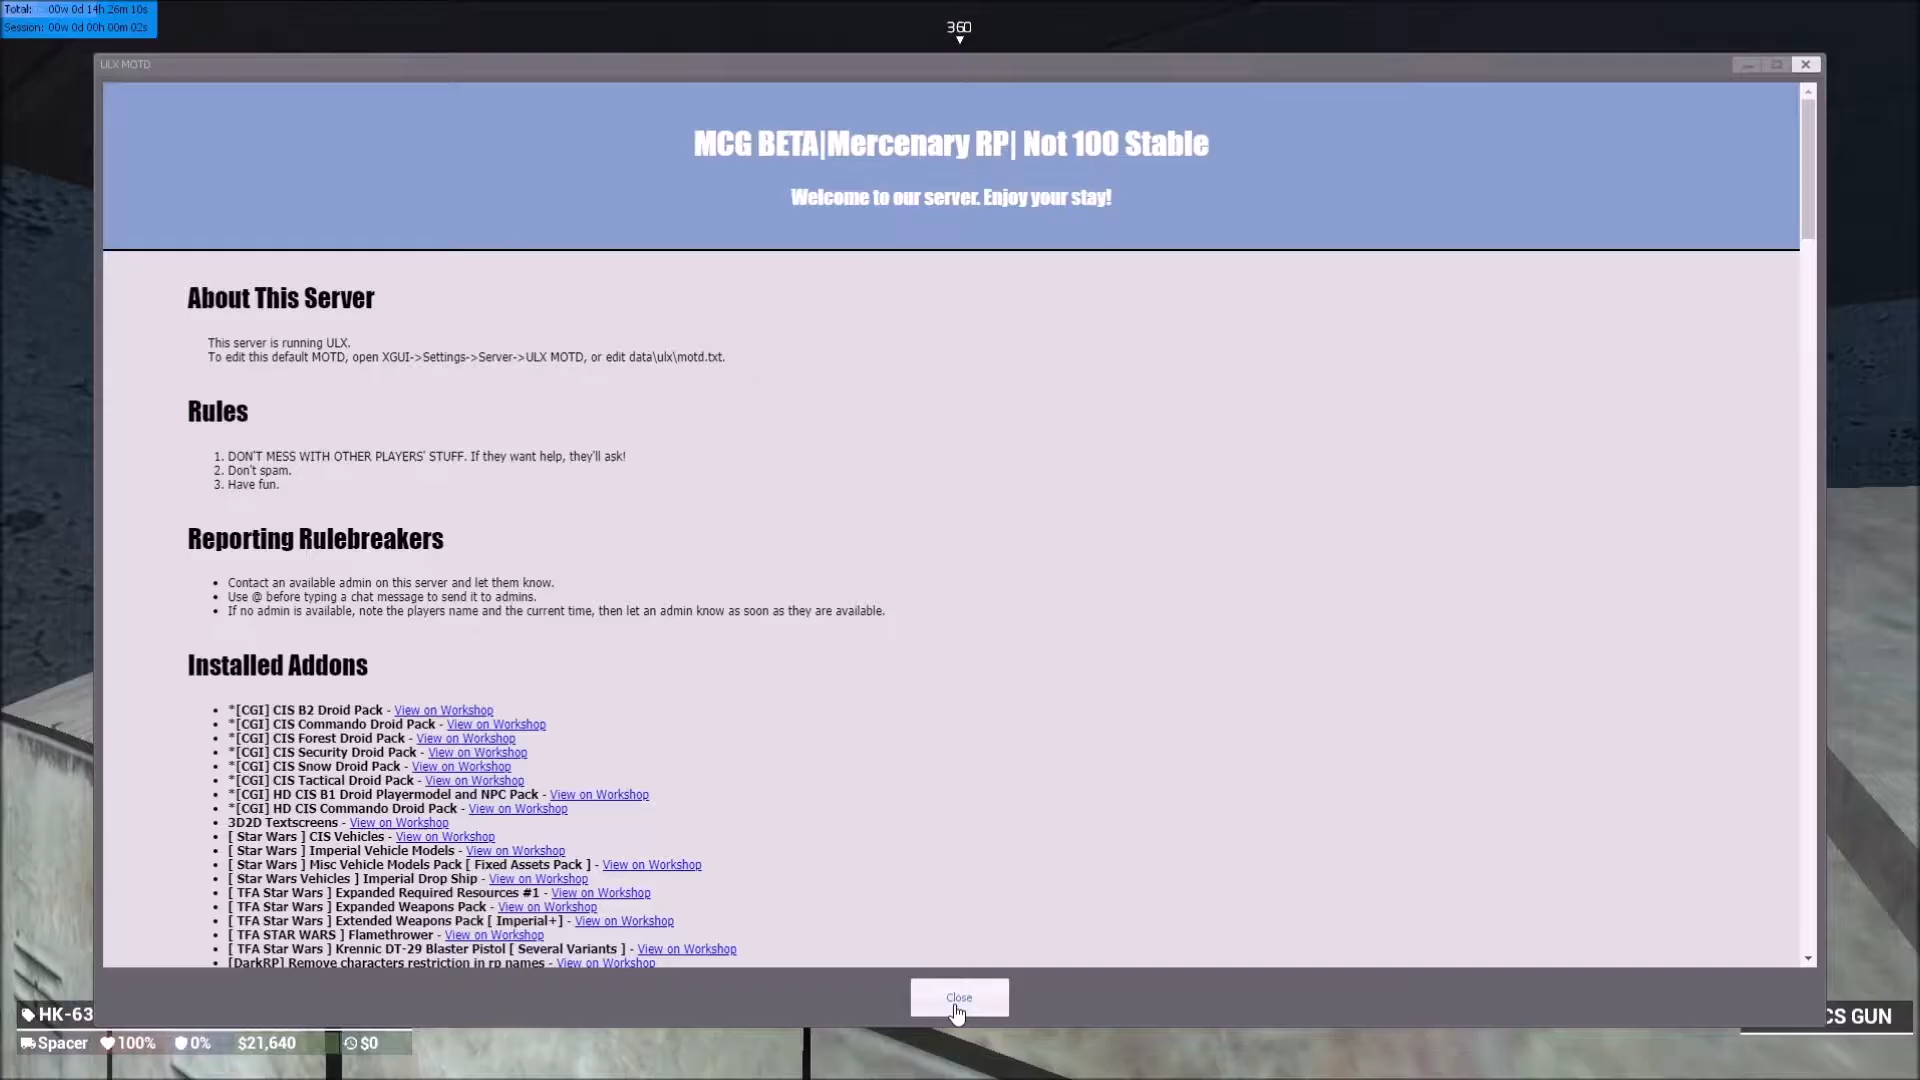 Total: 00w 0d 14h 26m 10s
Session: 00w 0d 00h 00m 02s
360
ULX MOTD
MCG BETA|Mercenary RP| Not 100 Stable
Welcome to our server. Enjoy your stay!
About This Server
This server is running ULX.
To edit this default MOTD, open XGUI->Settings->Server->ULX MOTD, or edit data\ulx\motd.txt.
Rules
1. DON'T MESS WITH OTHER PLAYERS' STUFF. If they want help, they'll ask!
2. Don't spam.
3. Have fun.
Reporting Rulebreakers
• Contact an available admin on this server and let them know.
• Use @ before typing a chat message to send it to admins.
• If no admin is available, note the players name and the current time, then let an admin know as soon as they are available.
Installed Addons
• *[CGI] CIS B2 Droid Pack - View on Workshop
• *[CGI] CIS Commando Droid Pack - View on Workshop
• *[CGI] CIS Forest Droid Pack - View on Workshop
• *[CGI] CIS Security Droid Pack - View on Workshop
• *[CGI] CIS Snow Droid Pack - View on Workshop
• *[CGI] CIS Tactical Droid Pack - View on Workshop
• *[CGI] HD CIS B1 Droid Playermodel and NPC Pack - View on Workshop
• *[CGI] HD CIS Commando Droid Pack - View on Workshop
• 3D2D Textscreens - View on Workshop
• [ Star Wars ] CIS Vehicles - View on Workshop
• [ Star Wars ] Imperial Vehicle Models - View on Workshop
• [ Star Wars ] Misc Vehicle Models Pack [ Fixed Assets Pack ] - View on Workshop
• [ Star Wars Vehicles ] Imperial Drop Ship - View on Workshop
• [ TFA Star Wars ] Expanded Required Resources #1 - View on Workshop
• [ TFA Star Wars ] Expanded Weapons Pack - View on Workshop
• [ TFA Star Wars ] Extended Weapons Pack [ Imperial+] - View on Workshop
• [ TFA STAR WARS ] Flamethrower - View on Workshop
• [ TFA Star Wars ] Krennic DT-29 Blaster Pistol [ Several Variants ] - View on Workshop
• [DarkRP] Remove characters restriction in rp names - View on Workshop
Close
HK-63
CS GUN
Spacer 100% 0% $21,640 $0